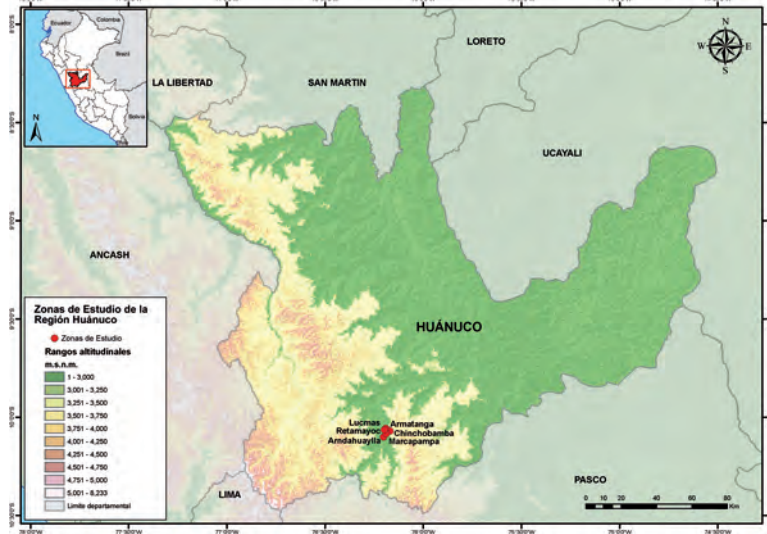 Ecuador
Colombia
Brazil
Bolivia
N
LA LIBERTAD
SAN MARTIN
LORETO
N
W E
S
UCAYALI
ANCASH
HUÁNUCO
Zonas de Estudio de la
Región Huánuco
Zonas de Estudio
Rangos altitudinales
m.s.n.m.
1 - 3,000
3,001 - 3,250
3,251 - 3,500
3,501 - 3,750
3,751 - 4,000
4,001 - 4,250
4,251 - 4,500
4,501 - 4,750
4,751 - 5,000
5,001 - 6,233
Límite departamental
Lucmas Armatanga
Retamayoc Chinchobamba
Arndahuaylla Marcapampa
LIMA
PASCO
0 10 20 40 60 80
Km